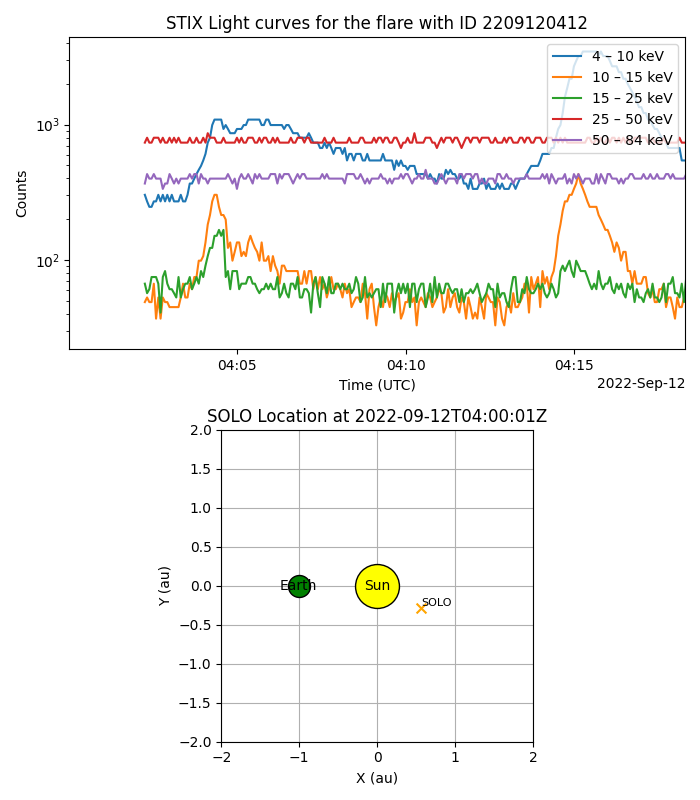 STIX Light curves for the flare with ID 2209120412
4 – 10 keV
10 – 15 keV
15 – 25 keV
25 – 50 keV
50 – 84 keV
10³
10²
Counts
04:05 04:10 04:15
Time (UTC)
2022-Sep-12
SOLO Location at 2022-09-12T04:00:01Z
2.0
1.5
1.0
0.5
0.0
−0.5
−1.0
−1.5
−2.0
Y (au)
Earth
Sun
SOLO
−2 −1 0 1 2
X (au)